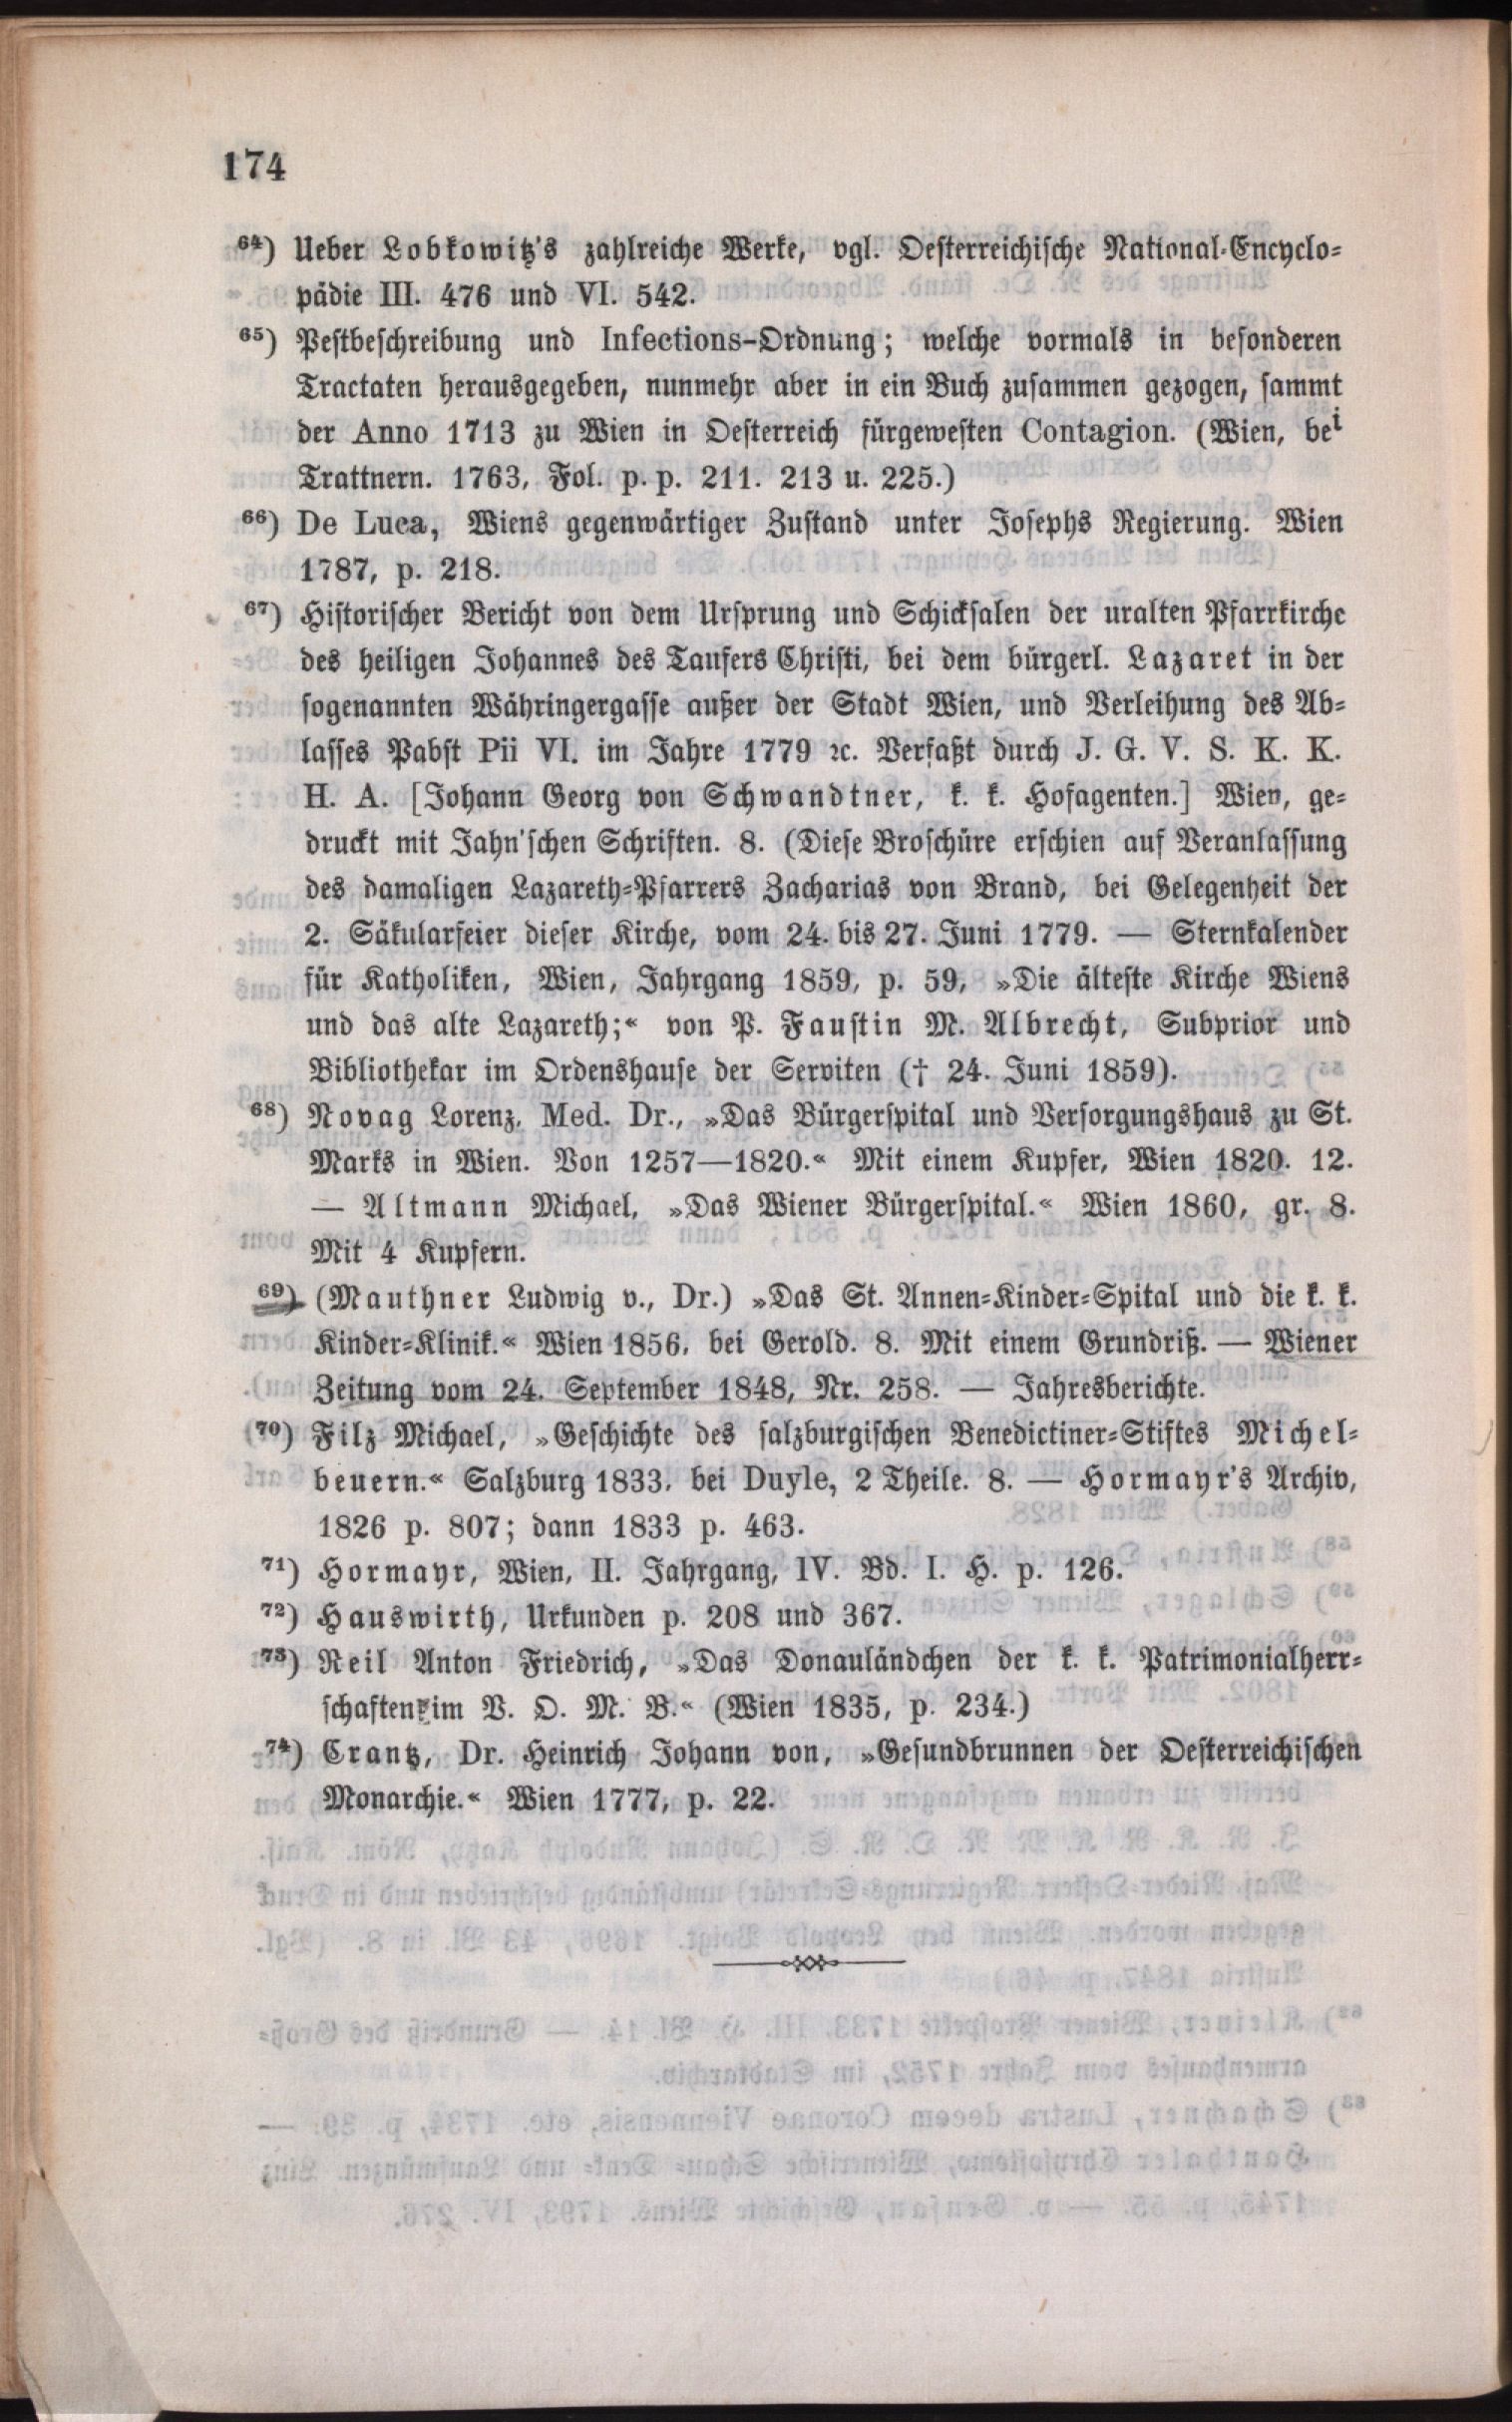 174
64) Ueber Lobkowitz's zahlreiche Werke, vgl. Oesterreichische National-Encyclo-
pädie III. 476 und VI. 542.
65) Pestbeschreibung und Infections-Ordnung; welche vormals in besonderen
Tractaten herausgegeben, nunmehr aber in ein Buch zusammen gezogen, sammt
der Anno 1713 zu Wien in Oesterreich fürgewesten Contagion. (Wien, bei
Trattnern. 1763, Fol. p. p. 211. 213 u. 225.)
66) De Luca, Wiens gegenwärtiger Zustand unter Josephs Regierung. Wien
1787, p. 218.
67) Historischer Bericht von dem Ursprung und Schicksalen der uralten Pfarrkirche
des heiligen Johannes des Taufers Christi, bei dem bürgerl. Lazaret in der
sogenannten Währingergasse außer der Stadt Wien, und Verleihung des Ab-
lasses Pabst Pii VI. im Jahre 1779 ꝛc. Verfaßt durch J. G. V. S. K. K.
H. A. [Johann Georg von Schwandtner, k. k. Hofagenten.] Wien, ge-
druckt mit Jahn'schen Schriften. 8. (Diese Broschüre erschien auf Veranlassung
des damaligen Lazareth-Pfarrers Zacharias von Brand, bei Gelegenheit der
2. Säkularfeier dieser Kirche, vom 24. bis 27. Juni 1779. — Sternkalender
für Katholiken, Wien, Jahrgang 1859, p. 59, »Die älteste Kirche Wiens
und das alte Lazareth;« von P. Faustin M. Albrecht, Subprior und
Bibliothekar im Ordenshause der Serviten († 24. Juni 1859).
68) Novag Lorenz, Med. Dr., »Das Bürgerspital und Versorgungshaus zu St.
Marks in Wien. Von 1257—1820.« Mit einem Kupfer, Wien 1820. 12.
— Altmann Michael, »Das Wiener Bürgerspital.« Wien 1860, gr. 8.
Mit 4 Kupfern.
69) (Mauthner Ludwig v., Dr.) »Das St. Annen-Kinder-Spital und die k. k.
Kinder-Klinik.« Wien 1856, bei Gerold. 8. Mit einem Grundriß. — Wiener
Zeitung vom 24. September 1848, Nr. 258. — Jahresberichte.
70) Filz Michael, »Geschichte des salzburgischen Benedictiner-Stiftes Michel-
beuern.« Salzburg 1833, bei Duyle, 2 Theile. 8. — Hormayr's Archiv,
1826 p. 807; dann 1833 p. 463.
71) Hormayr, Wien, II. Jahrgang, IV. Bd. I. H. p. 126.
72) Hauswirth, Urkunden p. 208 und 367.
73) Reil Anton Friedrich, »Das Donauländchen der k. k. Patrimonialherr-
schaften im V. O. M. B.« (Wien 1835, p. 234.)
74) Crantz, Dr. Heinrich Johann von, »Gesundbrunnen der Oesterreichischen
Monarchie.« Wien 1777, p. 22.